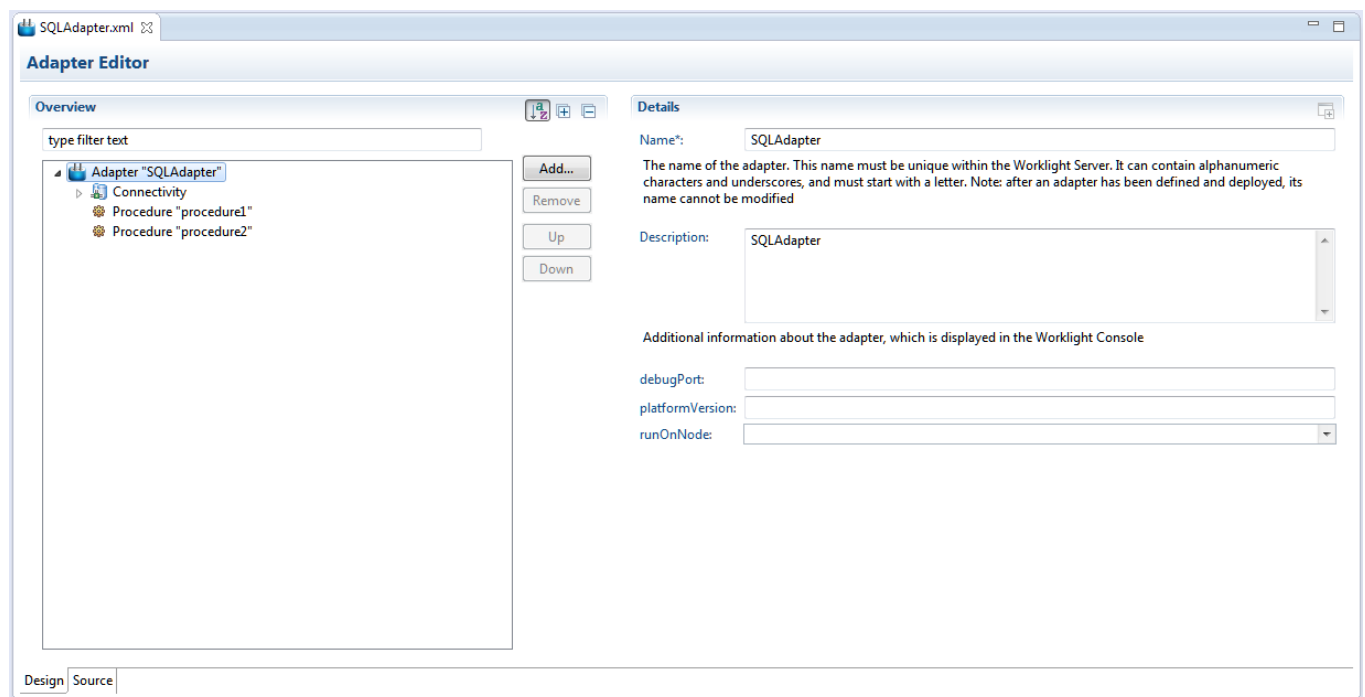 SQLAdapter.xml
Adapter Editor
Overview
type filter text
Adapter "SQLAdapter"
Connectivity
Procedure "procedure1"
Procedure "procedure2"
Add...
Remove
Up
Down
Details
Name*: SQLAdapter
The name of the adapter. This name must be unique within the Worklight Server. It can contain alphanumeric
characters and underscores, and must start with a letter. Note: after an adapter has been defined and deployed, its
name cannot be modified
Description: SQLAdapter
Additional information about the adapter, which is displayed in the Worklight Console
debugPort:
platformVersion:
runOnNode:
Design Source